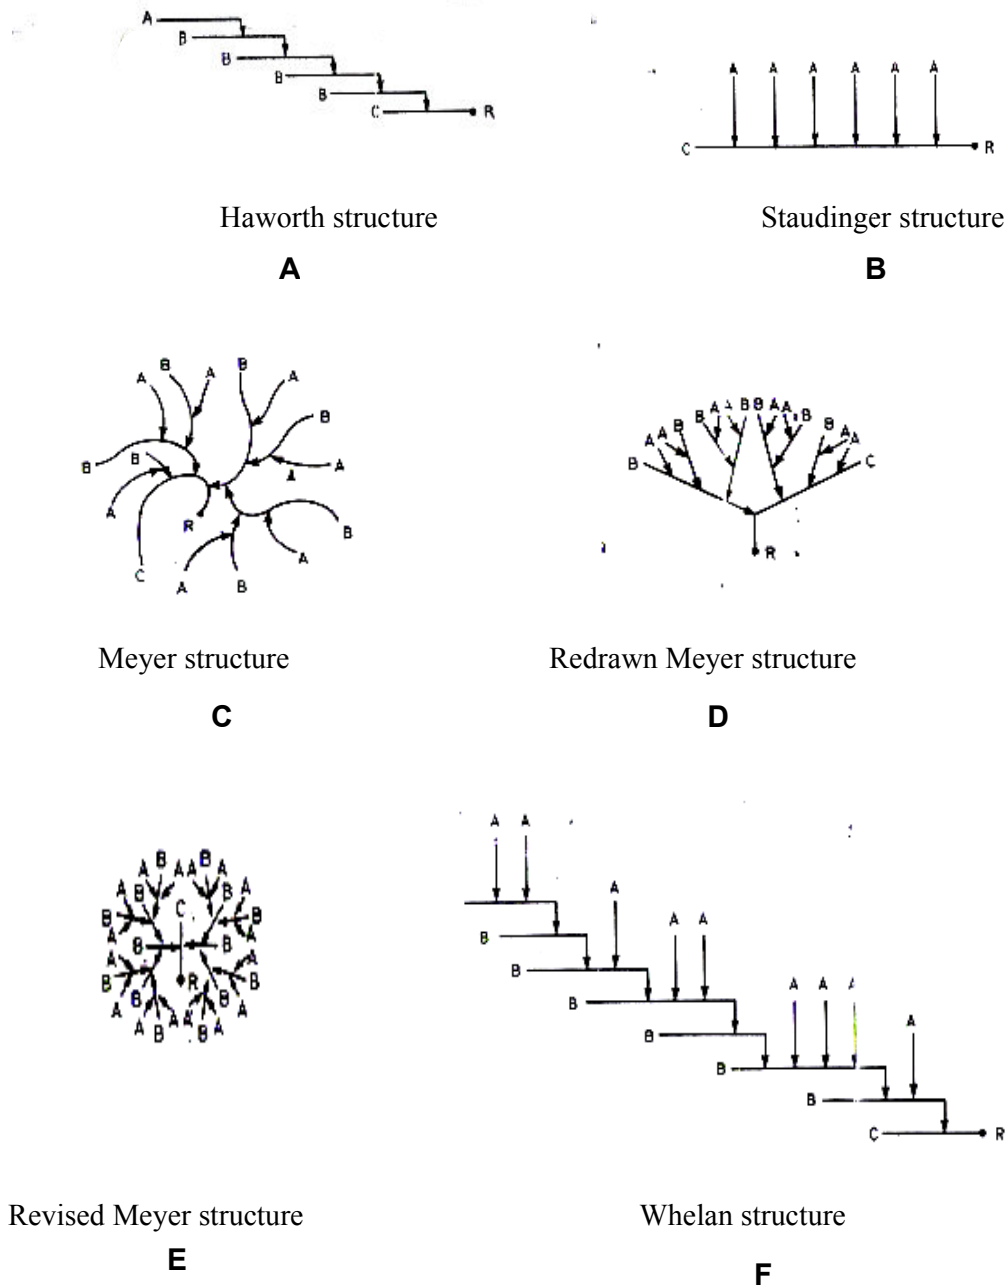 A
B
B
B
B
C R
A A A A A A
C R
Haworth structure
Staudinger structure
A
B
B
A A B A
B
B
B A
A
A
R B
A
C A B
A A B B A A B
B A B
A A B A A
B C
R
Meyer structure
Redrawn Meyer structure
C
D
B B
A A A A
A B B A
C
B B
A A
B B
A A
B R B
B B
A A A A
A B B A
A A
A
A A
B
B
A A A
B
A
B
B
B
C R
Revised Meyer structure
Whelan structure
E
F